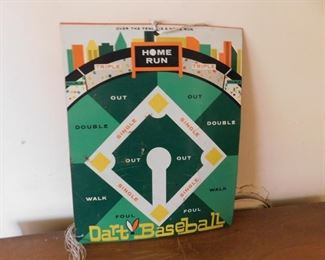 OVER THE FENCE IS A HOME RUN
HOME
RUN
TRIPLE TRIPLE
OUT OUT
DOUBLE DOUBLE
SINGLE SINGLE
OUT OUT
SINGLE SINGLE
WALK WALK
FOUL FOUL
Dart Baseball